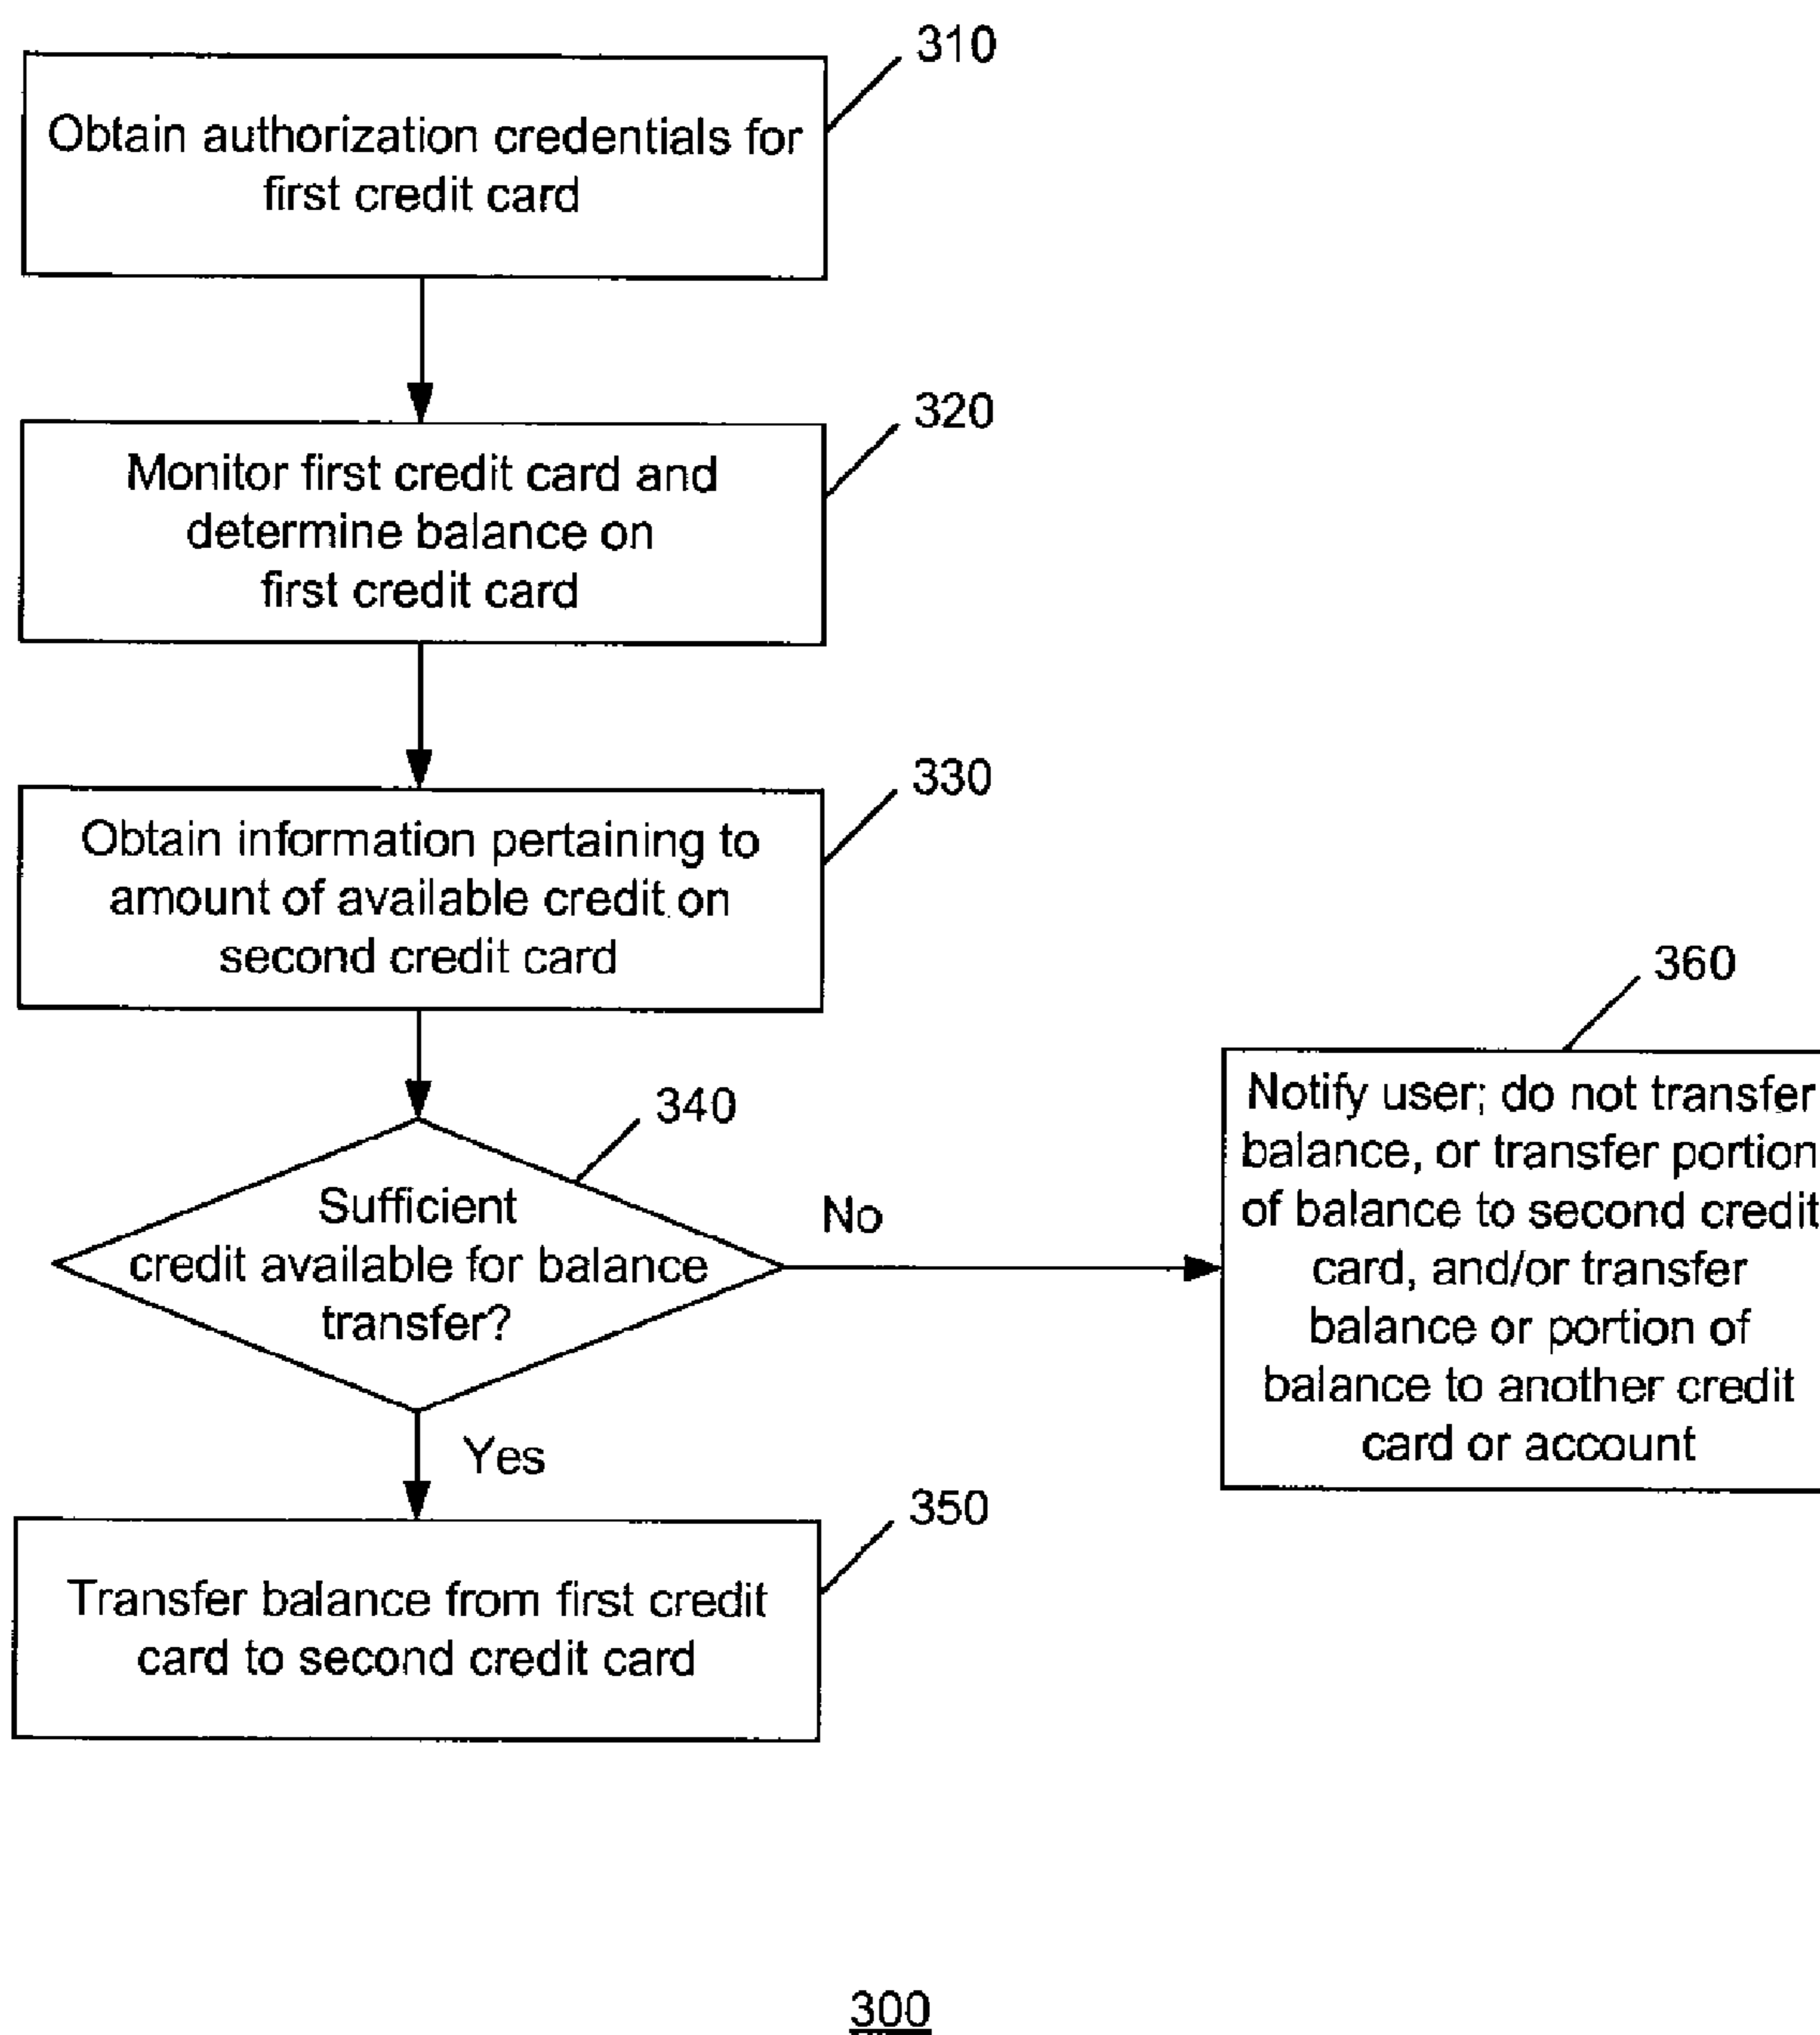 310
Obtain authorization credentials for
first credit card
320
Monitor first credit card and
determine balance on
first credit card
330
Obtain information pertaining to
amount of available credit on
second credit card
340
Sufficient
credit available for balance
transfer?
No
360
Notify user; do not transfer
balance, or transfer portion
of balance to second credit
card, and/or transfer
balance or portion of
balance to another credit
card or account
Yes
350
Transfer balance from first credit
card to second credit card
300